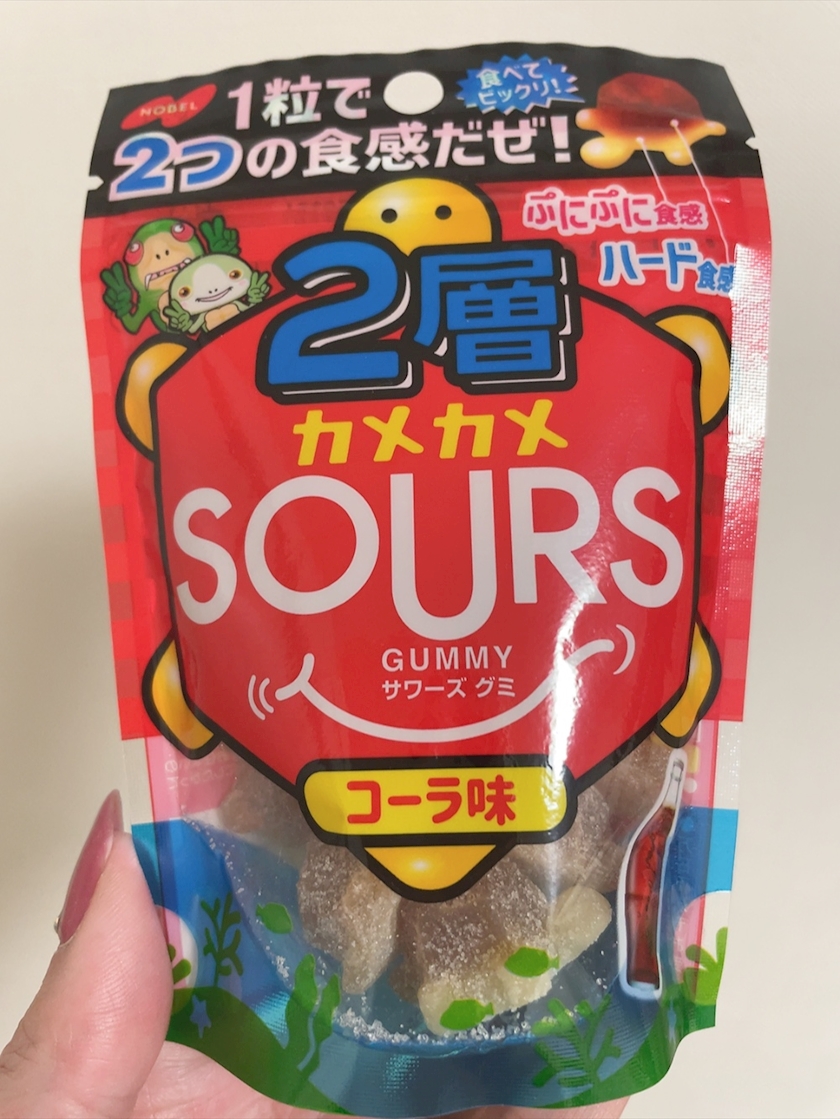 NOBEL
1粒で
2つの食感だぜ!
食べて
ビックリ!
ぷにぷに食感
ハード食感
2層
カメカメ
SOURS
GUMMY
サワーズ グミ
コーラ味